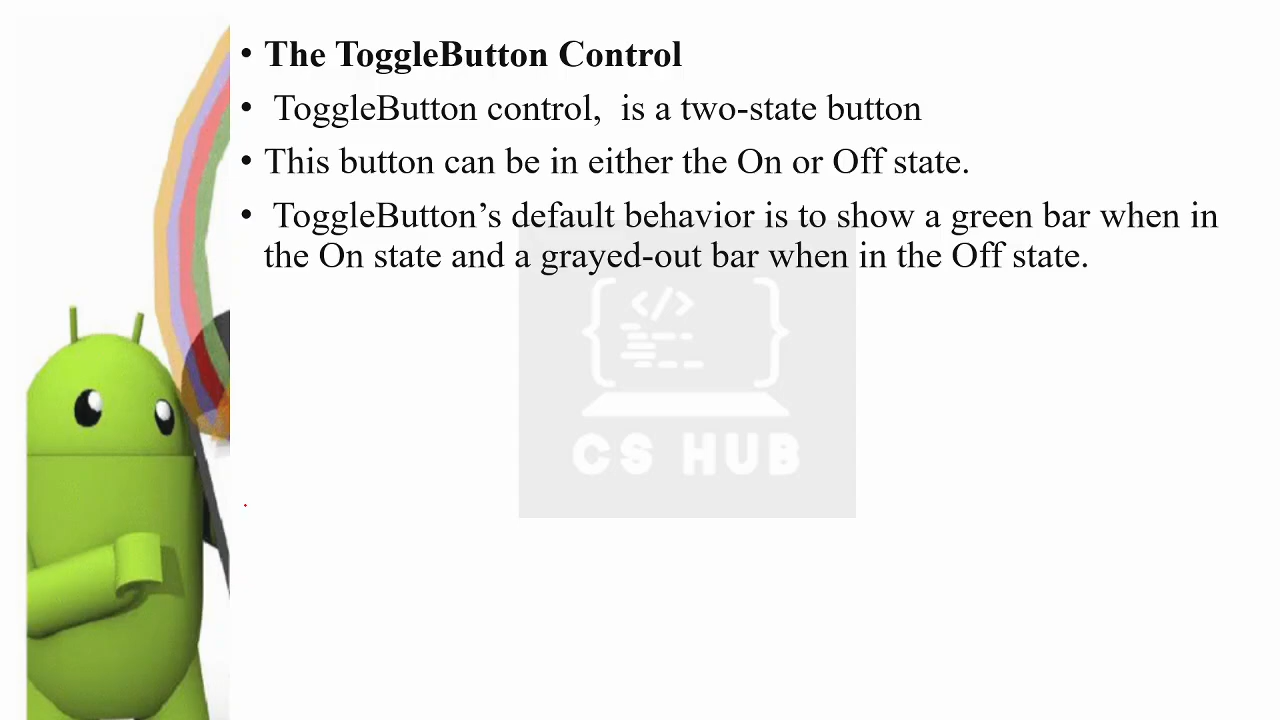 • The ToggleButton Control
• ToggleButton control,  is a two-state button
• This button can be in either the On or Off state.
• ToggleButton’s default behavior is to show a green bar when in
the On state and a grayed-out bar when in the Off state.
{</>}
CS HUB